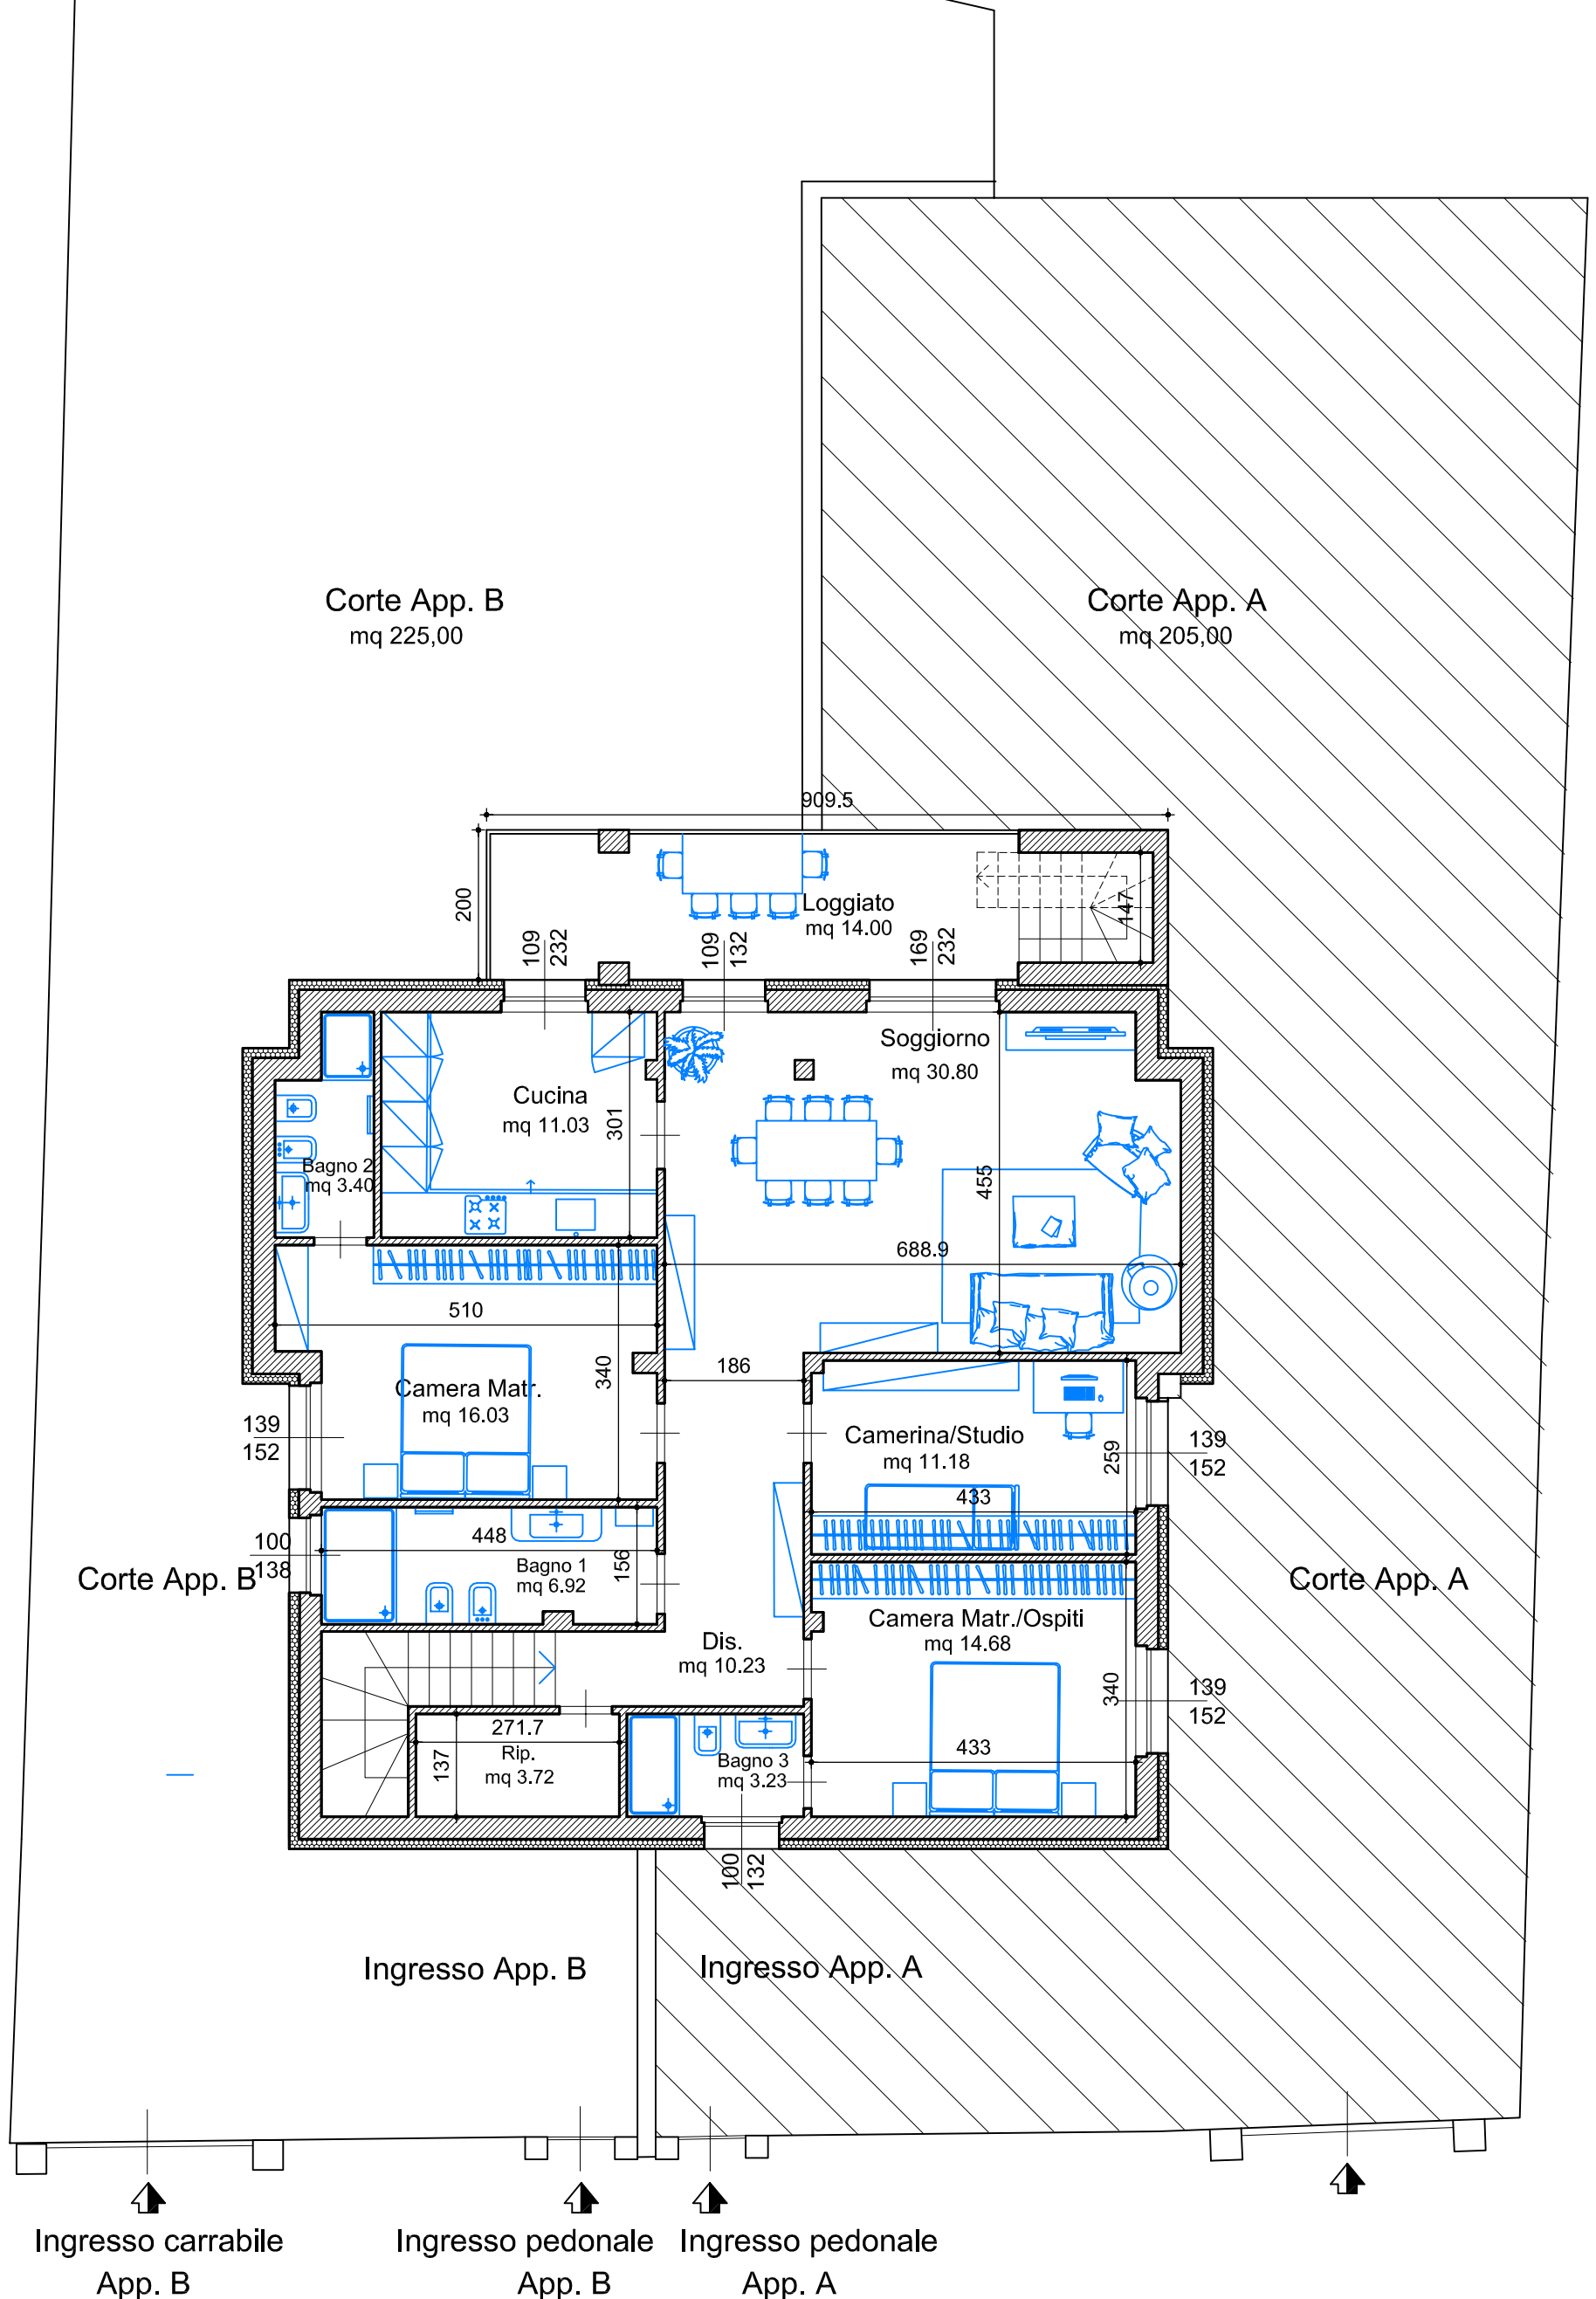 Corte App. B
mq 225,00
Corte App. A
mq 205,00
909.5
200
147
Loggiato
mq 14.00
109
232
109
132
169
232
Soggiorno
mq 30.80
Cucina
mq 11.03
301
Bagno 2
mq 3.40
455
688.9
510
340
186
Camera Matr.
mq 16.03
139
152
Camerina/Studio
mq 11.18
259
139
152
433
448
156
Bagno 1
mq 6.92
100
138
Corte App. B
Corte App. A
Camera Matr./Ospiti
mq 14.68
Dis.
mq 10.23
340
139
152
271.7
137
Rip.
mq 3.72
Bagno 3
mq 3.23
433
100
132
Ingresso App. B
Ingresso App. A
Ingresso carrabile
App. B
Ingresso pedonale
App. B
Ingresso pedonale
App. A